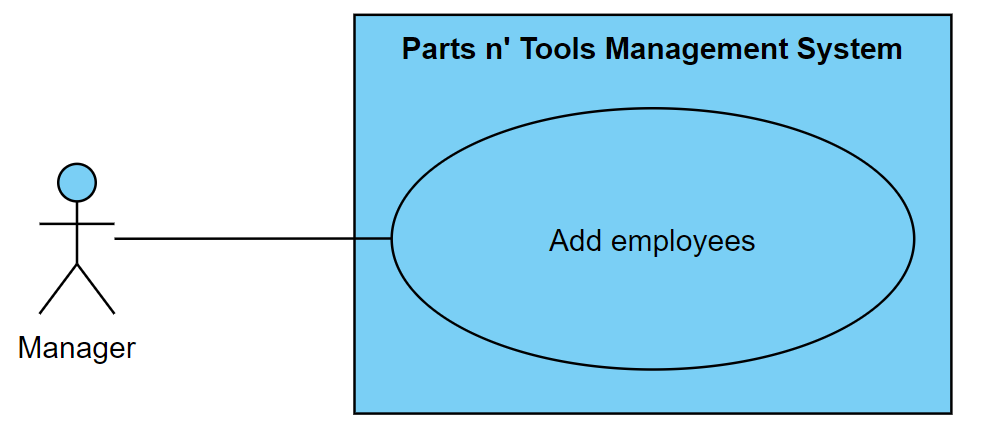 Parts n' Tools Management System
Add employees
Manager